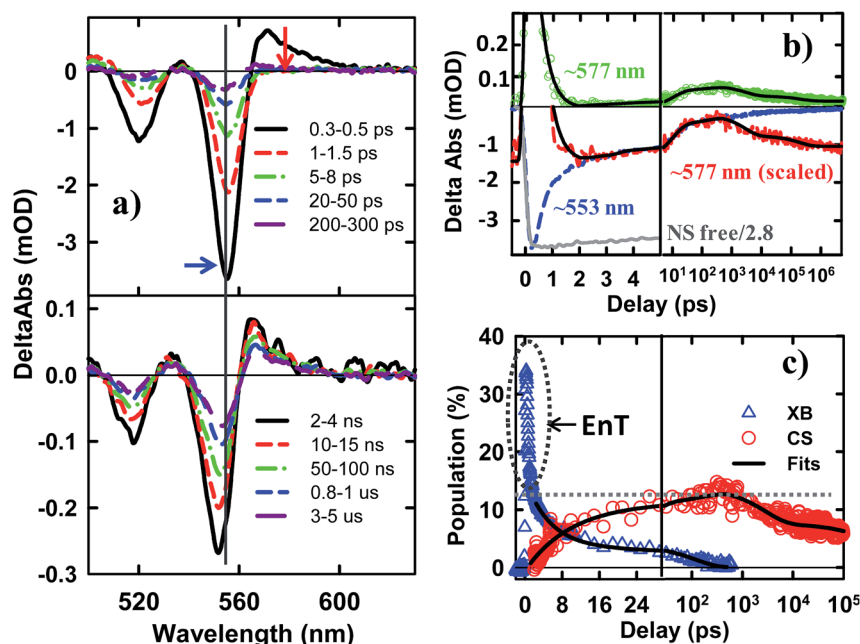 a)
DeltaAbs (mOD)
0
-1
-2
-3
0.3-0.5 ps
1-1.5 ps
5-8 ps
20-50 ps
200-300 ps
0.1
0.0
-0.1
-0.2
-0.3
2-4 ns
10-15 ns
50-100 ns
0.8-1 us
3-5 us
520 560 600
Wavelength (nm)
b)
Delta Abs (mOD)
0.2
0.1
-1
-2
-3
~577 nm
~577 nm (scaled)
~553 nm
NS free/2.8
0 1 2 3 4 10¹ 10² 10³ 10⁴ 10⁵ 10⁶
Delay (ps)
c)
Population (%)
40
30
20
10
0
EnT
XB
CS
Fits
0 8 16 24 10² 10³ 10⁴ 10⁵
Delay (ps)